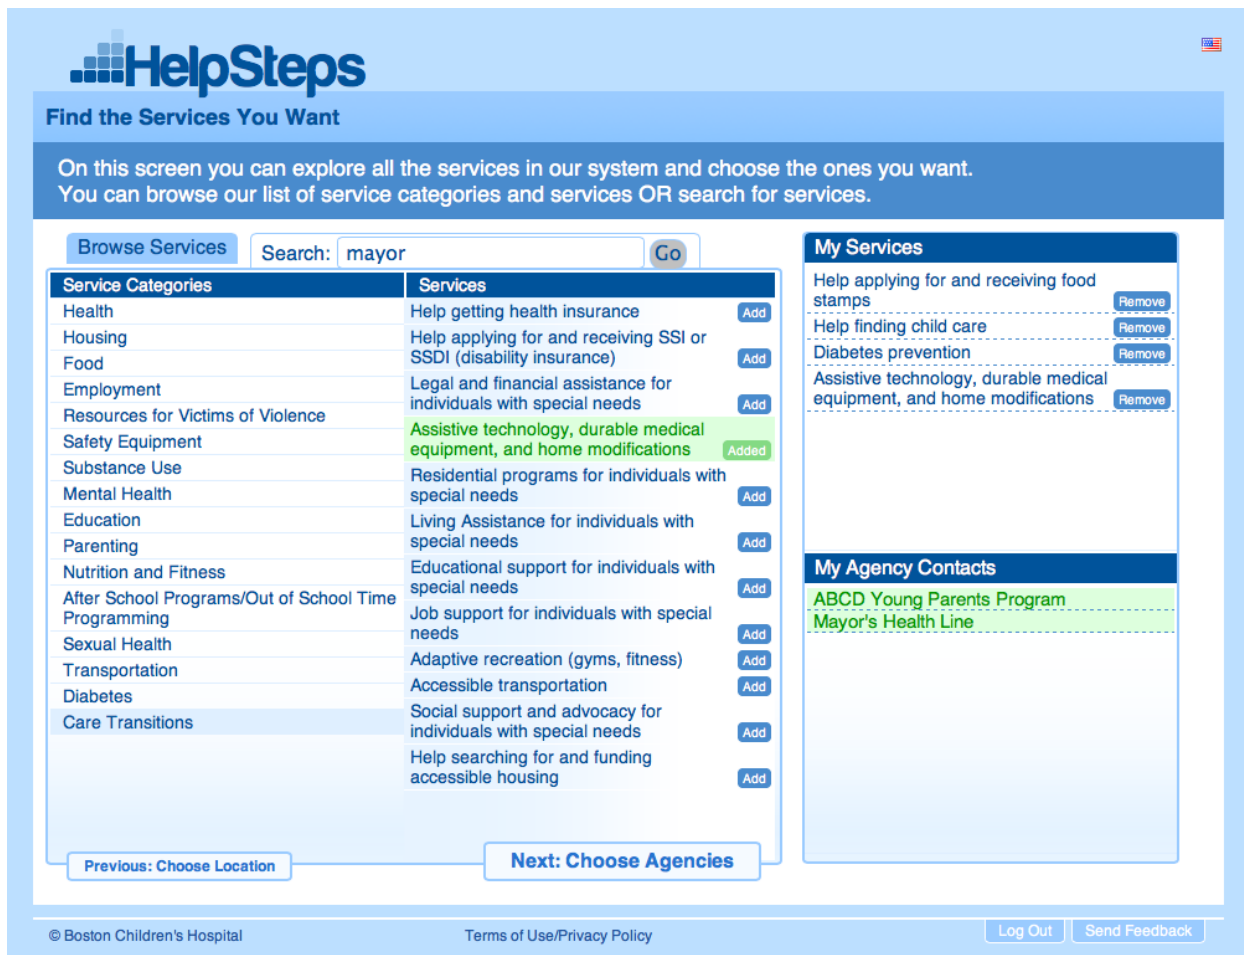 HelpSteps
Find the Services You Want
On this screen you can explore all the services in our system and choose the ones you want.
You can browse our list of service categories and services OR search for services.
Browse Services
Search: mayor Go
Service Categories
Health
Housing
Food
Employment
Resources for Victims of Violence
Safety Equipment
Substance Use
Mental Health
Education
Parenting
Nutrition and Fitness
After School Programs/Out of School Time
Programming
Sexual Health
Transportation
Diabetes
Care Transitions
Services
Help getting health insurance Add
Help applying for and receiving SSI or
SSDI (disability insurance) Add
Legal and financial assistance for
individuals with special needs Add
Assistive technology, durable medical
equipment, and home modifications Added
Residential programs for individuals with
special needs Add
Living Assistance for individuals with
special needs Add
Educational support for individuals with
special needs Add
Job support for individuals with special
needs Add
Adaptive recreation (gyms, fitness) Add
Accessible transportation Add
Social support and advocacy for
individuals with special needs Add
Help searching for and funding
accessible housing Add
Previous: Choose Location
Next: Choose Agencies
My Services
Help applying for and receiving food
stamps Remove
Help finding child care Remove
Diabetes prevention Remove
Assistive technology, durable medical
equipment, and home modifications Remove
My Agency Contacts
ABCD Young Parents Program
Mayor's Health Line
© Boston Children's Hospital
Terms of Use/Privacy Policy
Log Out
Send Feedback